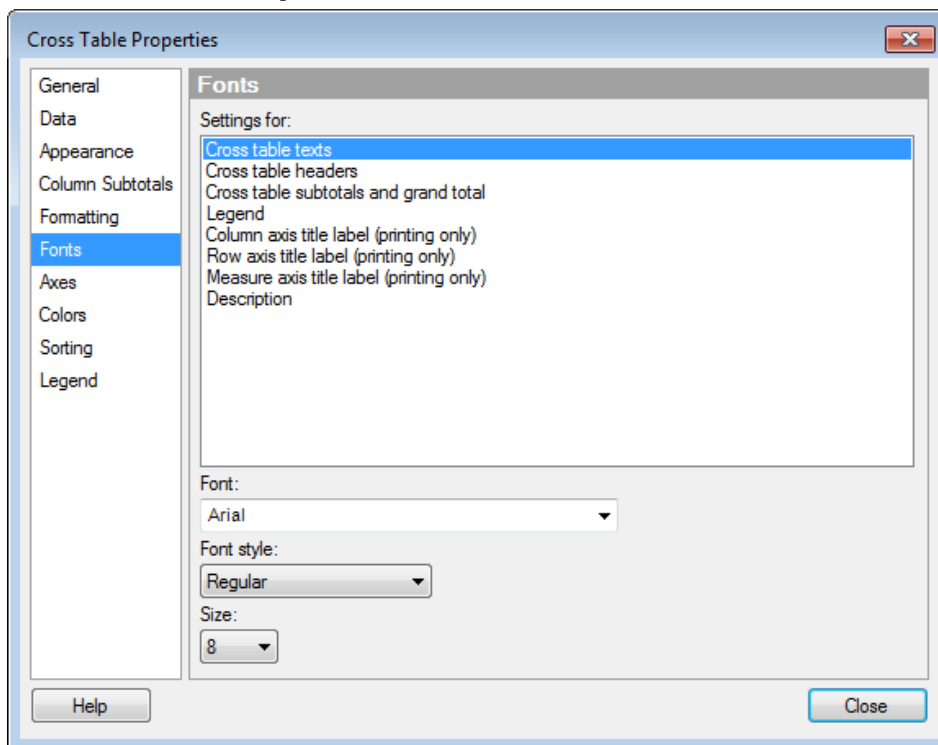 Cross Table Properties
General
Data
Appearance
Column Subtotals
Formatting
Fonts
Axes
Colors
Sorting
Legend
Fonts
Settings for:
Cross table texts
Cross table headers
Cross table subtotals and grand total
Legend
Column axis title label (printing only)
Row axis title label (printing only)
Measure axis title label (printing only)
Description
Font:
Arial
Font style:
Regular
Size:
8
Help
Close